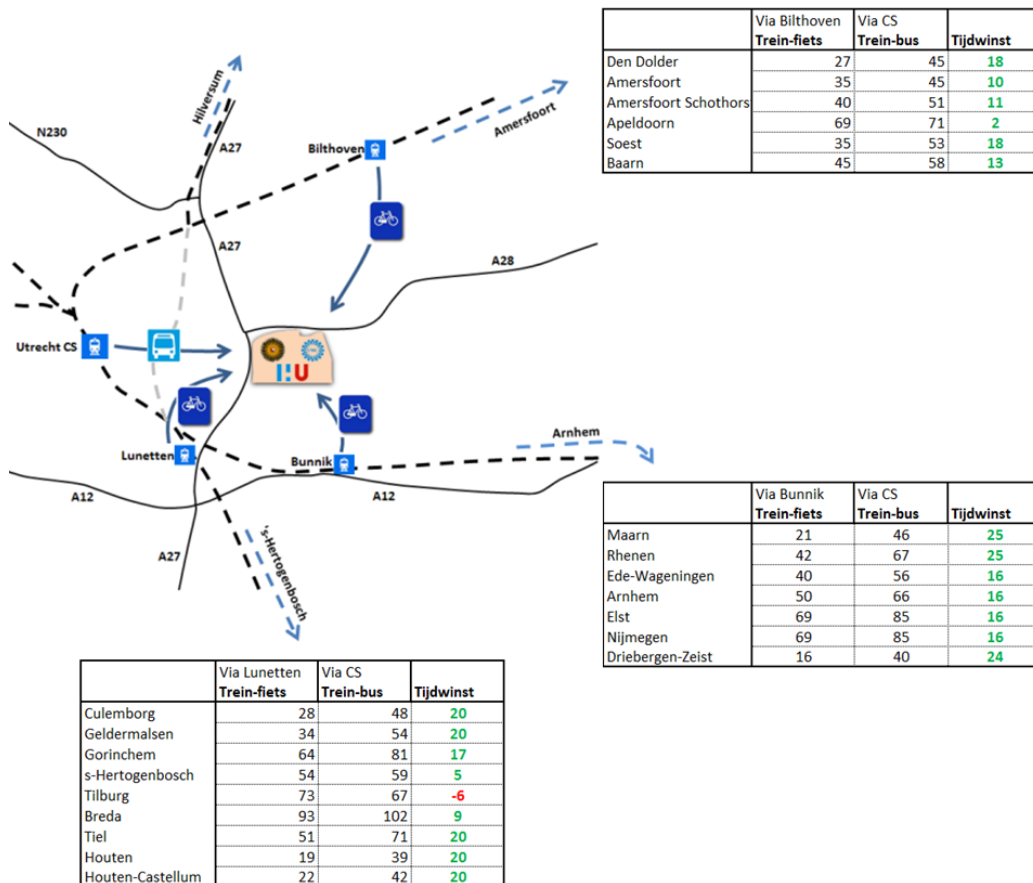 Via Bilthoven Via CS
Trein-fiets Trein-bus Tijdwinst
Den Dolder 27 45 18
Amersfoort 35 45 10
Amersfoort Schothors 40 51 11
Apeldoorn 69 71 2
Soest 35 53 18
Baarn 45 58 13
Hilversum
N230
A27
Bilthoven
Amersfoort
A27
A28
Utrecht CS
HU
Lunetten
Bunnik
Arnhem
A12
A12
A27
's-Hertogenbosch
Via Bunnik Via CS
Trein-fiets Trein-bus Tijdwinst
Maarn 21 46 25
Rhenen 42 67 25
Ede-Wageningen 40 56 16
Arnhem 50 66 16
Elst 69 85 16
Nijmegen 69 85 16
Driebergen-Zeist 16 40 24
Via Lunetten Via CS
Trein-fiets Trein-bus Tijdwinst
Culemborg 28 48 20
Geldermalsen 34 54 20
Gorinchem 64 81 17
s-Hertogenbosch 54 59 5
Tilburg 73 67 -6
Breda 93 102 9
Tiel 51 71 20
Houten 19 39 20
Houten-Castellum 22 42 20